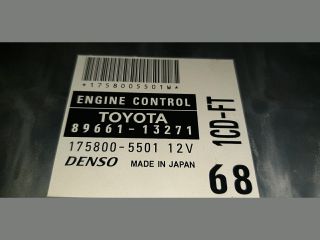 *1758005501W*
ENGINE CONTROL
TOYOTA
89661-13271
175800-5501 12V
DENSO MADE IN JAPAN
1CD-FT
68